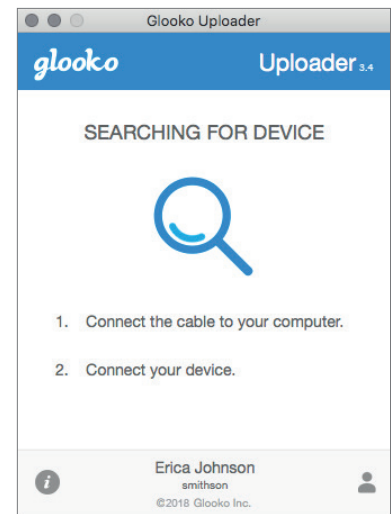 Glooko Uploader
glooko
Uploader 3.4
SEARCHING FOR DEVICE
1. Connect the cable to your computer.
2. Connect your device.
i
Erica Johnson
smithson
©2018 Glooko Inc.